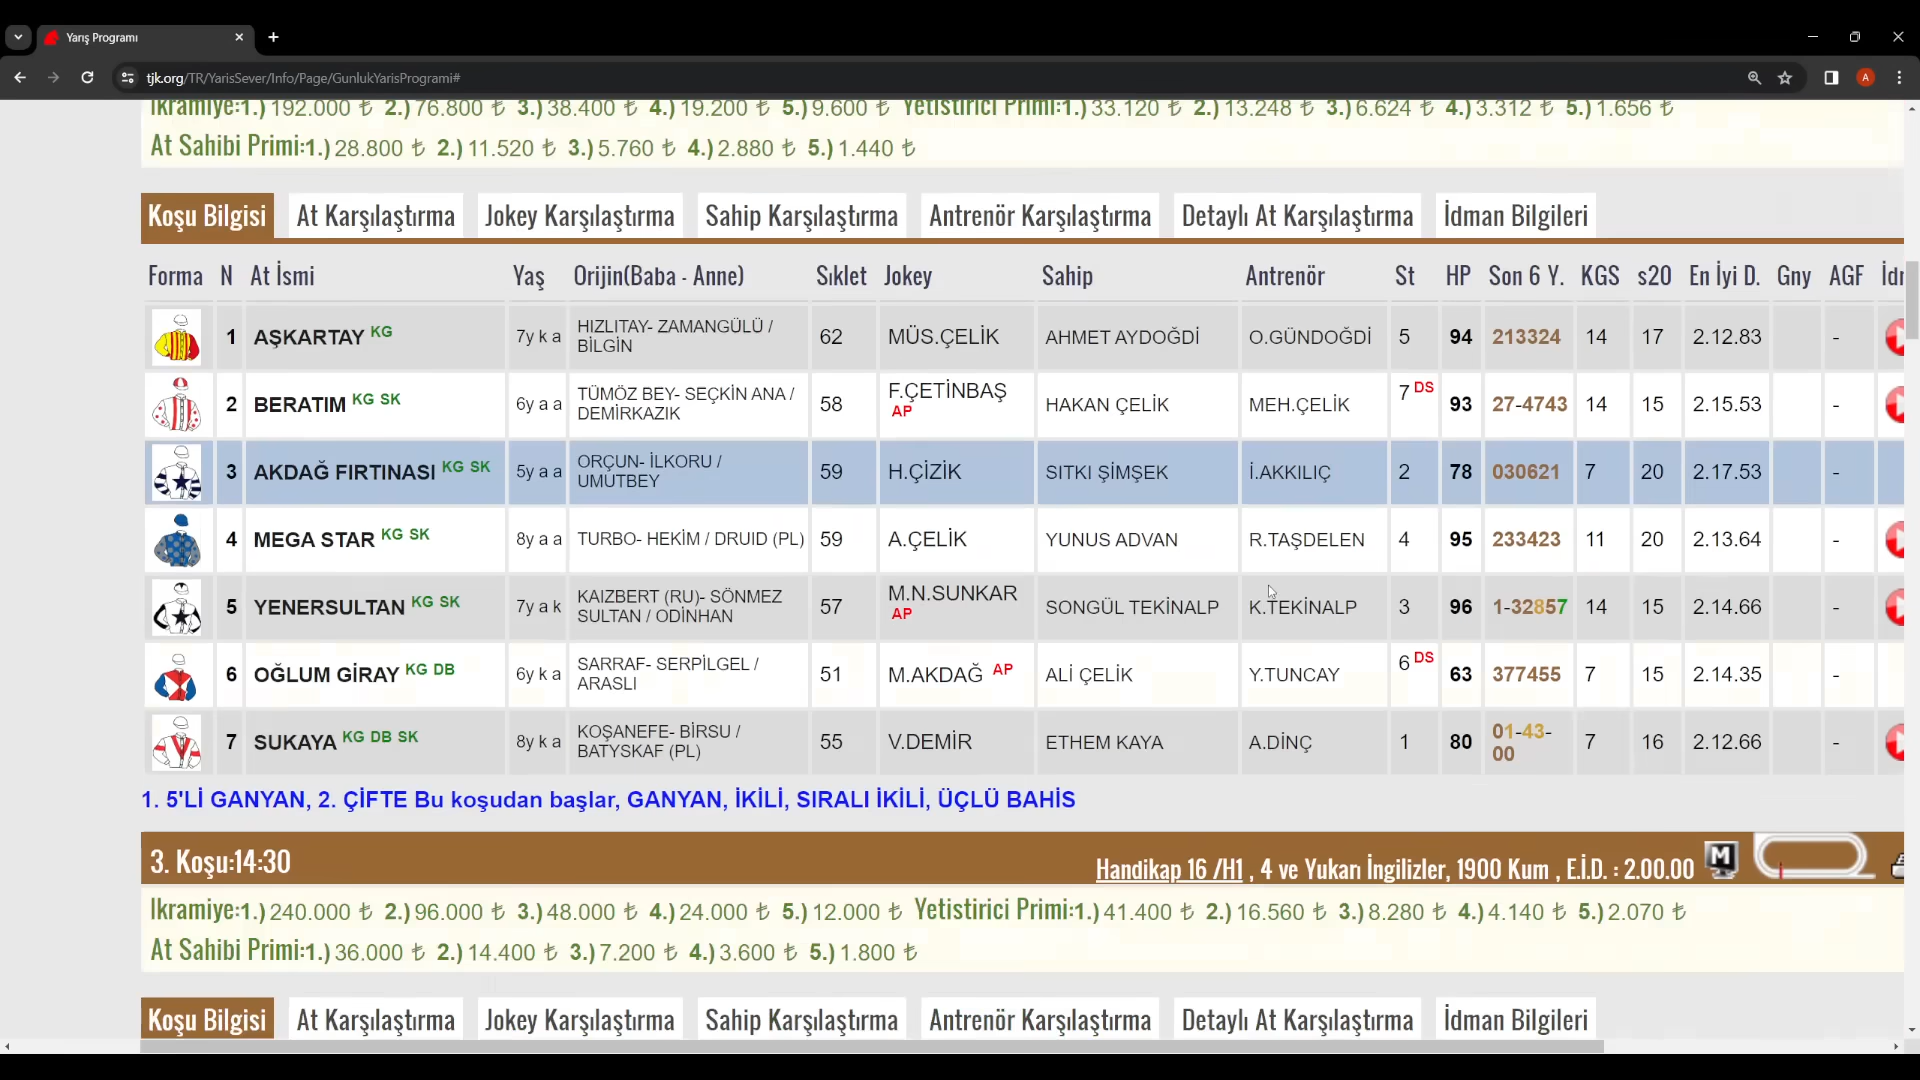 Yarış Programı
tjk.org/TR/YarisSever/Info/Page/GunlukYarisProgrami#
A
İkramiye:1.) 192.000 ₺ 2.) 76.800 ₺ 3.) 38.400 ₺ 4.) 19.200 ₺ 5.) 9.600 ₺ Yetistirici Primi:1.) 33.120 ₺ 2.) 13.248 ₺ 3.) 6.624 ₺ 4.) 3.312 ₺ 5.) 1.656 ₺
At Sahibi Primi:1.) 28.800 ₺ 2.) 11.520 ₺ 3.) 5.760 ₺ 4.) 2.880 ₺ 5.) 1.440 ₺
Koşu Bilgisi At Karşılaştırma Jokey Karşılaştırma Sahip Karşılaştırma Antrenör Karşılaştırma Detaylı At Karşılaştırma İdman Bilgileri
Forma N At İsmi Yaş Orijin(Baba - Anne) Sıklet Jokey Sahip Antrenör St HP Son 6 Y. KGS s20 En İyi D. Gny AGF
1 AŞKARTAY KG 7y k a HIZLITAY- ZAMANGÜLÜ / BİLGİN 62 MÜS.ÇELİK AHMET AYDOĞDİ O.GÜNDOĞDİ 5 94 213324 14 17 2.12.83 -
2 BERATIM KG SK 6y a a TÜMÖZ BEY- SEÇKİN ANA / DEMİRKAZIK 58 F.ÇETİNBAŞ AP HAKAN ÇELİK MEH.ÇELİK 7 DS 93 27-4743 14 15 2.15.53 -
3 AKDAĞ FIRTINASI KG SK 5y a a ORÇUN- İLKORU / UMUTBEY 59 H.ÇİZİK SITKI ŞİMŞEK İ.AKKILIÇ 2 78 030621 7 20 2.17.53 -
4 MEGA STAR KG SK 8y a a TURBO- HEKİM / DRUID (PL) 59 A.ÇELİK YUNUS ADVAN R.TAŞDELEN 4 95 233423 11 20 2.13.64 -
5 YENERSULTAN KG SK 7y a k KAIZBERT (RU)- SÖNMEZ SULTAN / ODİNHAN 57 M.N.SUNKAR AP SONGÜL TEKİNALP K.TEKİNALP 3 96 1-32857 14 15 2.14.66 -
6 OĞLUM GİRAY KG DB 6y k a SARRAF- SERPİLGEL / ARASLI 51 M.AKDAĞ AP ALİ ÇELİK Y.TUNCAY 6 DS 63 377455 7 15 2.14.35 -
7 SUKAYA KG DB SK 8y k a KOŞANEFE- BİRSU / BATYSKAF (PL) 55 V.DEMİR ETHEM KAYA A.DİNÇ 1 80 01-43-00 7 16 2.12.66 -
1. 5'Lİ GANYAN, 2. ÇİFTE Bu koşudan başlar, GANYAN, İKİLİ, SIRALI İKİLİ, ÜÇLÜ BAHİS
3. Koşu:14:30 Handikap 16 /H1 , 4 ve Yukarı İngilizler, 1900 Kum , E.İ.D. : 2.00.00 M
İkramiye:1.) 240.000 ₺ 2.) 96.000 ₺ 3.) 48.000 ₺ 4.) 24.000 ₺ 5.) 12.000 ₺ Yetistirici Primi:1.) 41.400 ₺ 2.) 16.560 ₺ 3.) 8.280 ₺ 4.) 4.140 ₺ 5.) 2.070 ₺
At Sahibi Primi:1.) 36.000 ₺ 2.) 14.400 ₺ 3.) 7.200 ₺ 4.) 3.600 ₺ 5.) 1.800 ₺
Koşu Bilgisi At Karşılaştırma Jokey Karşılaştırma Sahip Karşılaştırma Antrenör Karşılaştırma Detaylı At Karşılaştırma İdman Bilgileri